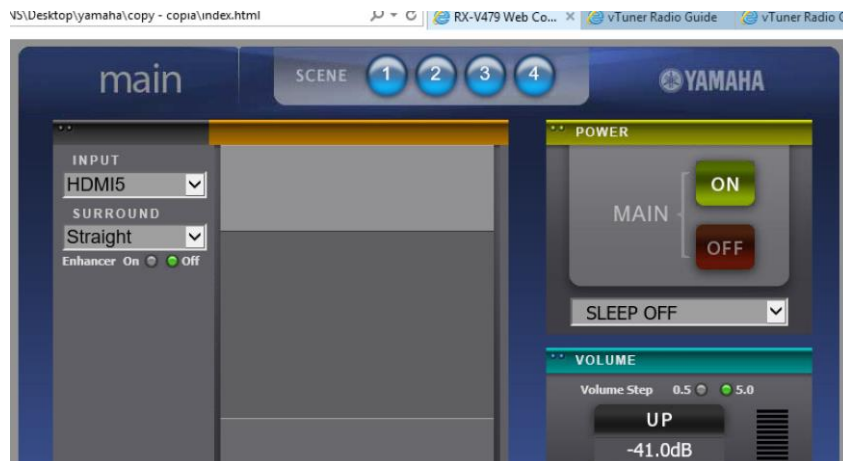 NS\Desktop\yamaha\copy - copia\index.html
RX-V479 Web Co...
vTuner Radio Guide
vTuner Radio
main
SCENE 1 2 3 4
YAMAHA
INPUT
HDMI5
SURROUND
Straight
Enhancer On Off
POWER
MAIN
ON
OFF
SLEEP OFF
VOLUME
Volume Step 0.5 5.0
UP
-41.0dB